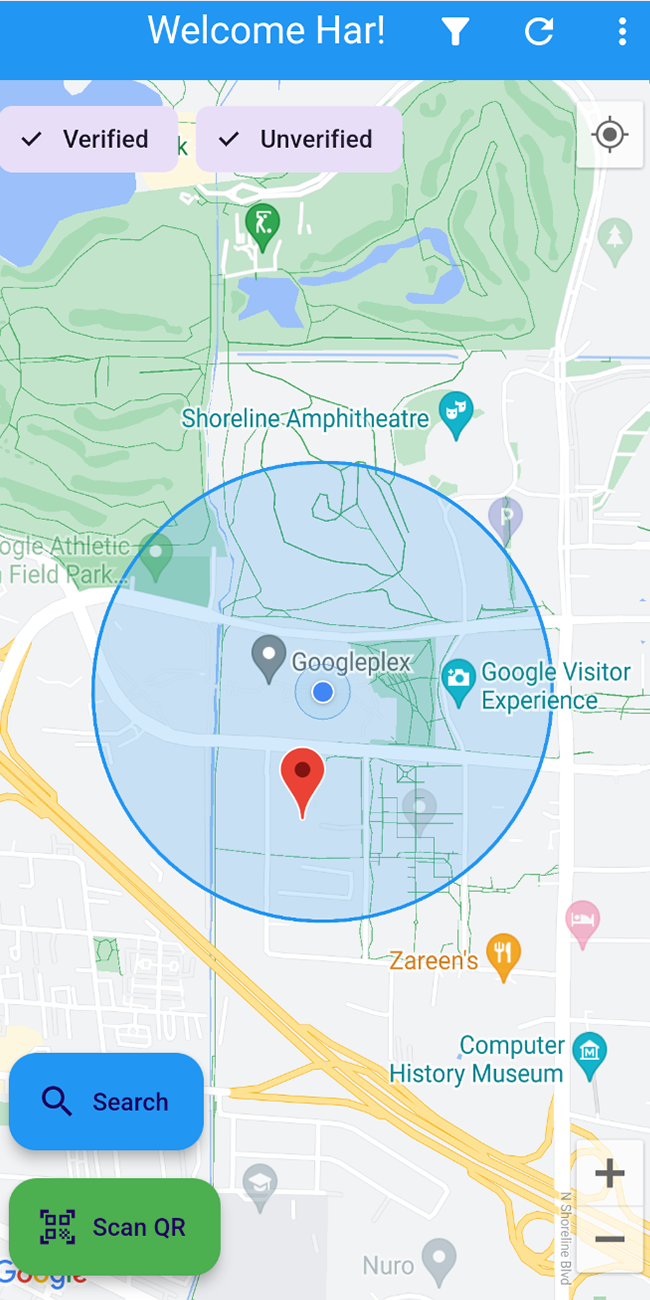 Welcome Har!
Verified
k
Unverified
Shoreline Amphitheatre
P
ogle Athletic
Field Park...
Googleplex
Google Visitor
Experience
Zareen's
Computer
History Museum
M
Search
Scan QR
Nuro
N Shoreline Blvd
Google